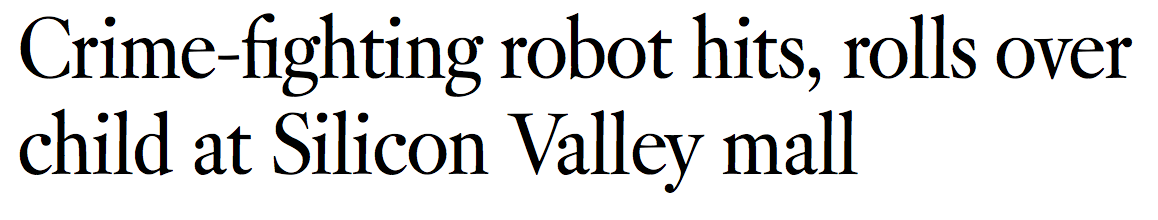 Crime-fighting robot hits, rolls over
child at Silicon Valley mall